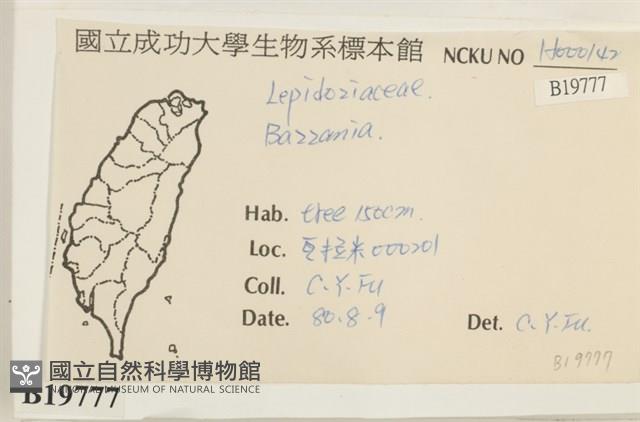 國立成功大學生物系標本館 NCKU NO H000142
B19777
Lepidoziaceae.
Bazzania.
Hab. tree 150cm.
Loc. 夏拉米 000201
Coll. C.Y.Fu
Date. 80.8.9
Det. C.Y.Fu.
B19777
國立自然科學博物館
NATIONAL MUSEUM OF NATURAL SCIENCE
B19777